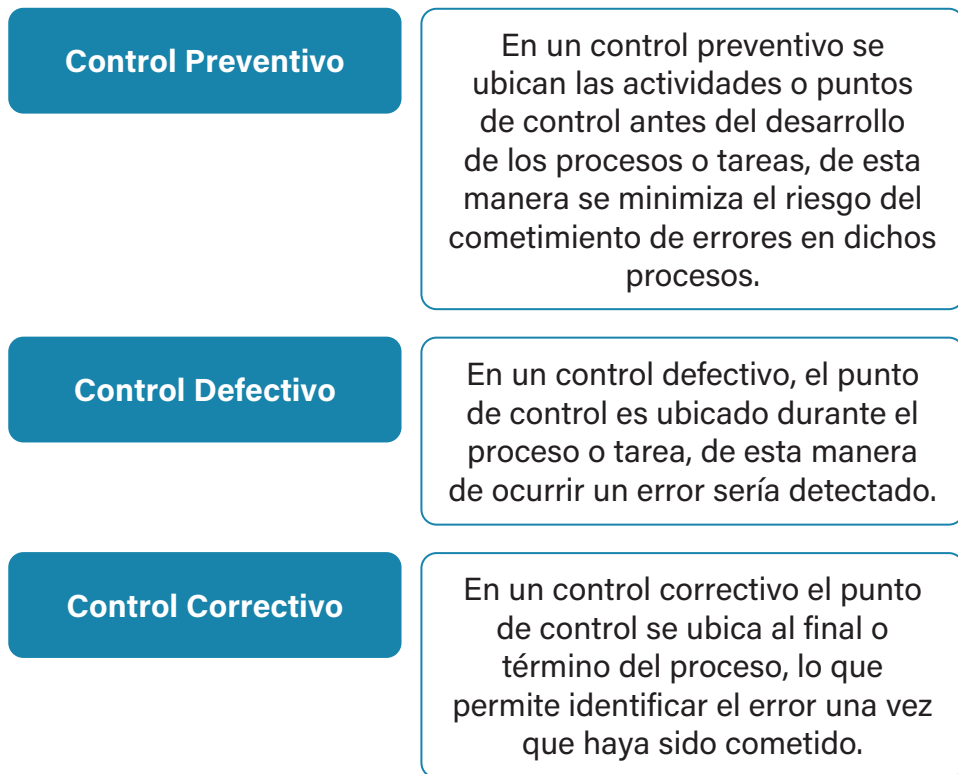 Control Preventivo
En un control preventivo se
ubican las actividades o puntos
de control antes del desarrollo
de los procesos o tareas, de esta
manera se minimiza el riesgo del
cometimiento de errores en dichos
procesos.
Control Defectivo
En un control defectivo, el punto
de control es ubicado durante el
proceso o tarea, de esta manera
de ocurrir un error sería detectado.
Control Correctivo
En un control correctivo el punto
de control se ubica al final o
término del proceso, lo que
permite identificar el error una vez
que haya sido cometido.